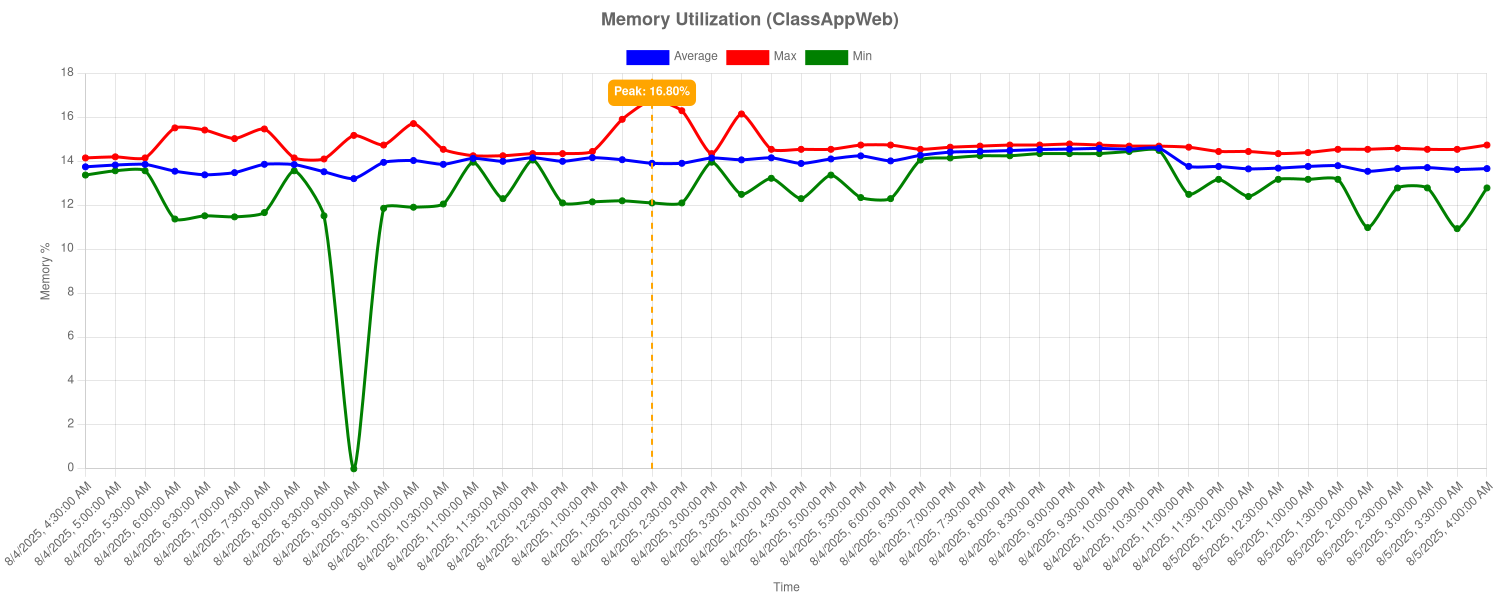 Memory Utilization (ClassAppWeb)
Average Max Min
Peak: 16.80%
18
16
14
12
10
8
6
4
2
0
Memory %
8/4/2025, 4:30:00 AM
8/4/2025, 5:00:00 AM
8/4/2025, 5:30:00 AM
8/4/2025, 6:00:00 AM
8/4/2025, 6:30:00 AM
8/4/2025, 7:00:00 AM
8/4/2025, 7:30:00 AM
8/4/2025, 8:00:00 AM
8/4/2025, 8:30:00 AM
8/4/2025, 9:00:00 AM
8/4/2025, 9:30:00 AM
8/4/2025, 10:00:00 AM
8/4/2025, 10:30:00 AM
8/4/2025, 11:00:00 AM
8/4/2025, 11:30:00 AM
8/4/2025, 12:00:00 PM
8/4/2025, 12:30:00 PM
8/4/2025, 1:00:00 PM
8/4/2025, 1:30:00 PM
8/4/2025, 2:00:00 PM
8/4/2025, 2:30:00 PM
8/4/2025, 3:00:00 PM
8/4/2025, 3:30:00 PM
8/4/2025, 4:00:00 PM
8/4/2025, 4:30:00 PM
8/4/2025, 5:00:00 PM
8/4/2025, 5:30:00 PM
8/4/2025, 6:00:00 PM
8/4/2025, 6:30:00 PM
8/4/2025, 7:00:00 PM
8/4/2025, 7:30:00 PM
8/4/2025, 8:00:00 PM
8/4/2025, 8:30:00 PM
8/4/2025, 9:00:00 PM
8/4/2025, 9:30:00 PM
8/4/2025, 10:00:00 PM
8/4/2025, 10:30:00 PM
8/4/2025, 11:00:00 PM
8/4/2025, 11:30:00 PM
8/5/2025, 12:00:00 AM
8/5/2025, 12:30:00 AM
8/5/2025, 1:00:00 AM
8/5/2025, 1:30:00 AM
8/5/2025, 2:00:00 AM
8/5/2025, 2:30:00 AM
8/5/2025, 3:00:00 AM
8/5/2025, 3:30:00 AM
8/5/2025, 4:00:00 AM
Time